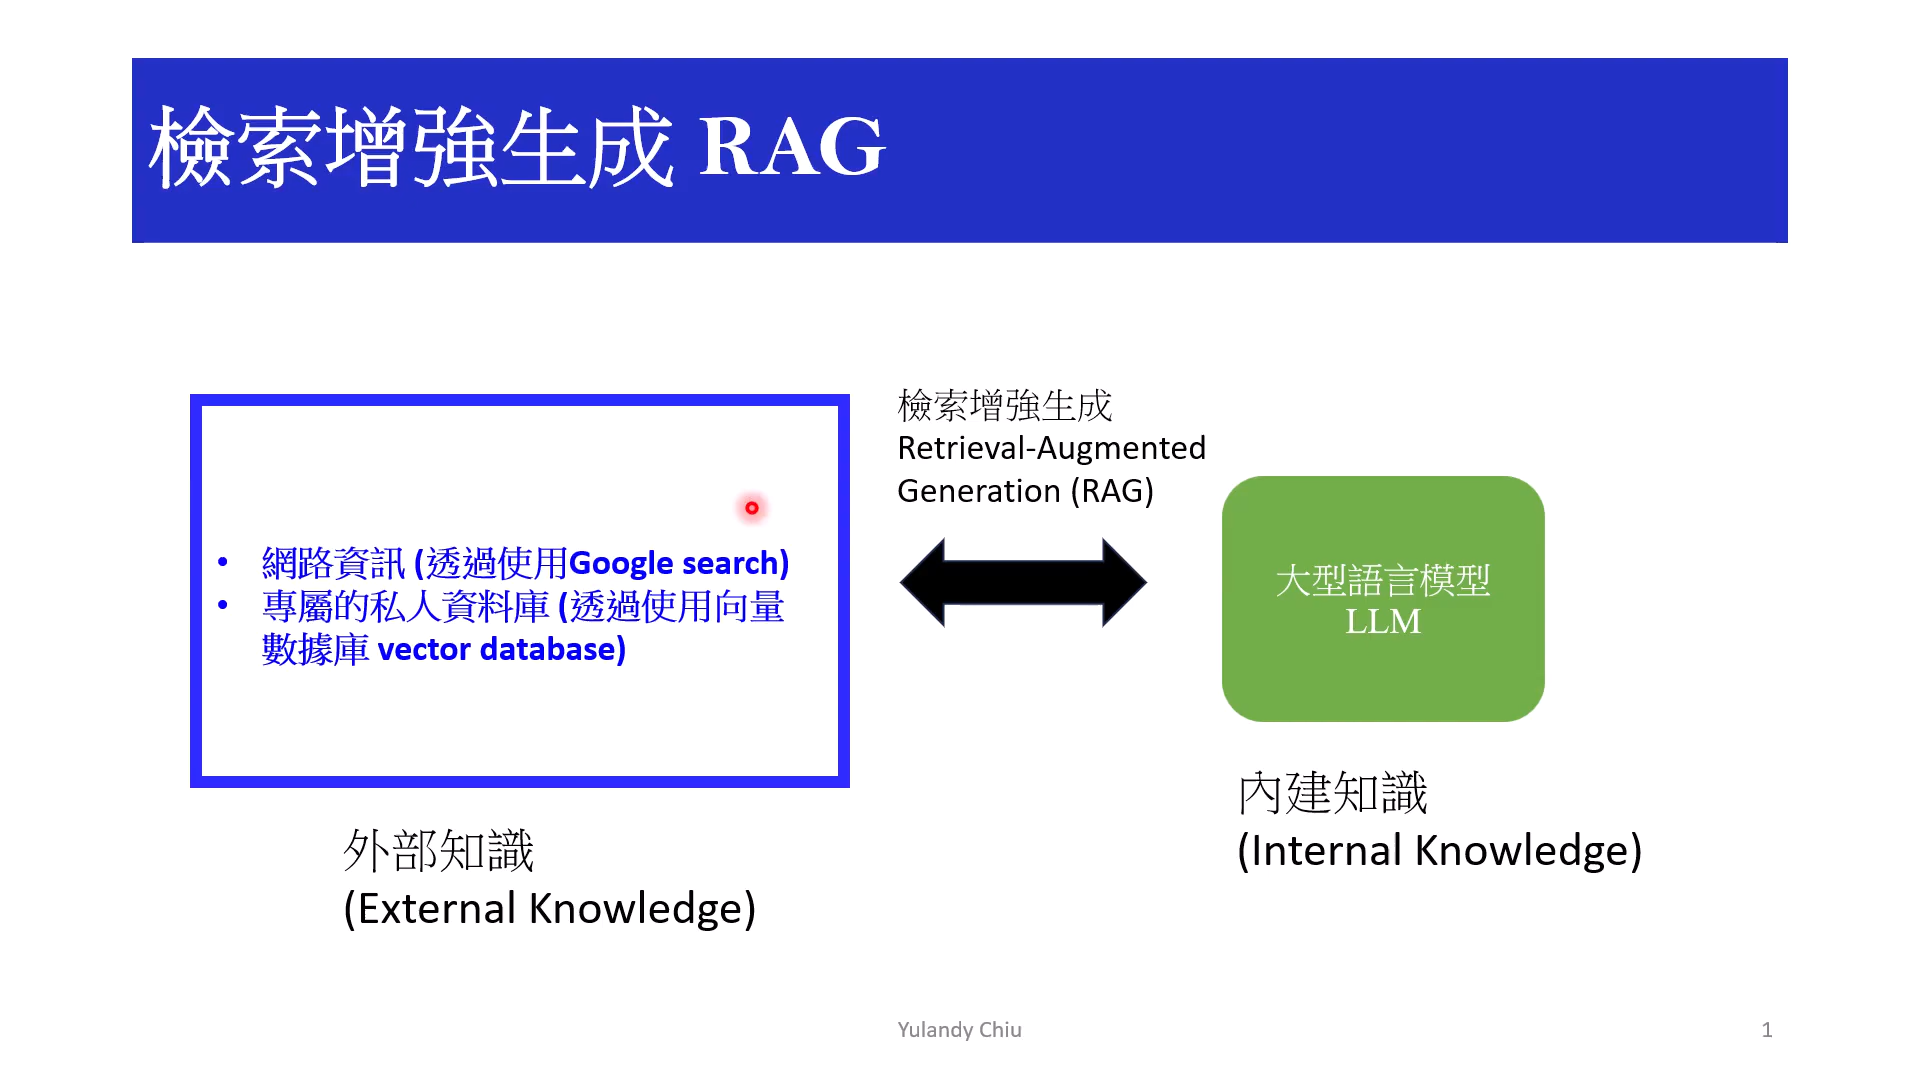 檢索增強生成 RAG
檢索增強生成
Retrieval-Augmented
Generation (RAG)
• 網路資訊 (透過使用Google search)
• 專屬的私人資料庫 (透過使用向量
數據庫 vector database)
大型語言模型
LLM
外部知識
(External Knowledge)
內建知識
(Internal Knowledge)
Yulandy Chiu
1